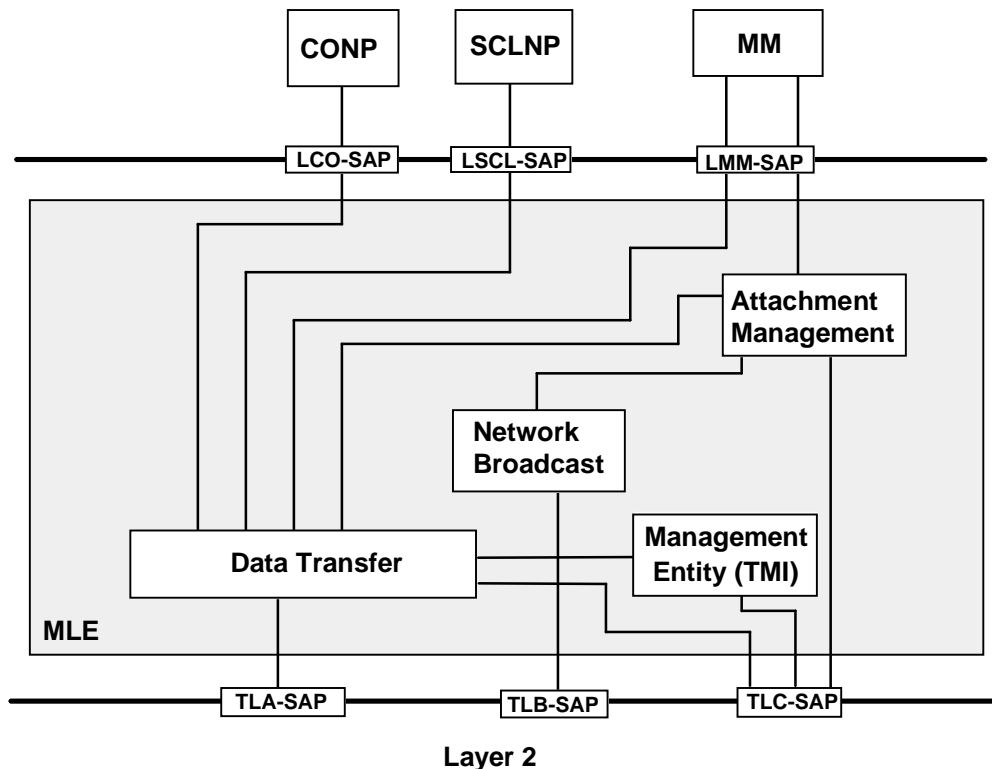 CONP
SCLNP
MM
LCO-SAP
LSCL-SAP
LMM-SAP
Attachment
Management
Network
Broadcast
Management
Entity (TMI)
Data Transfer
MLE
TLA-SAP
TLB-SAP
TLC-SAP
Layer 2